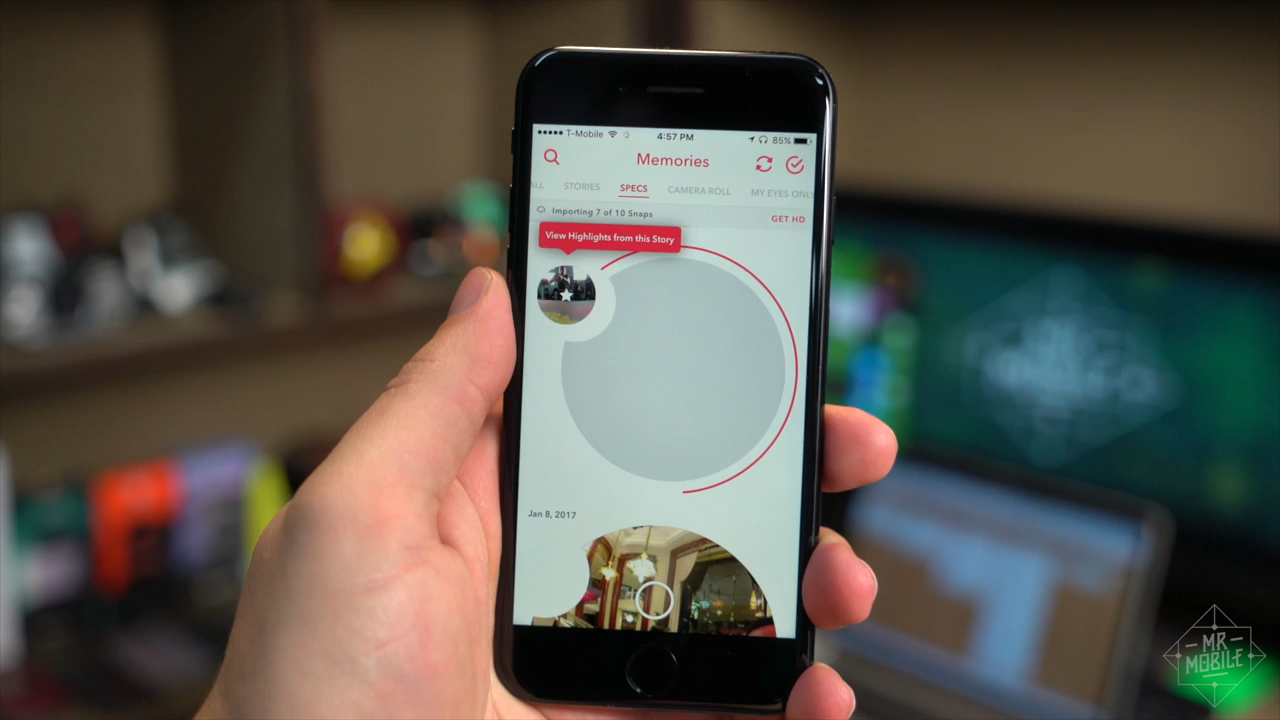 T-Mobile 4:57 PM 85%
Memories
ALL STORIES SPECS CAMERA ROLL MY EYES ONLY
Importing 7 of 10 Snaps GET HD
View Highlights from this Story
Jan 8, 2017
MR
MOBILE